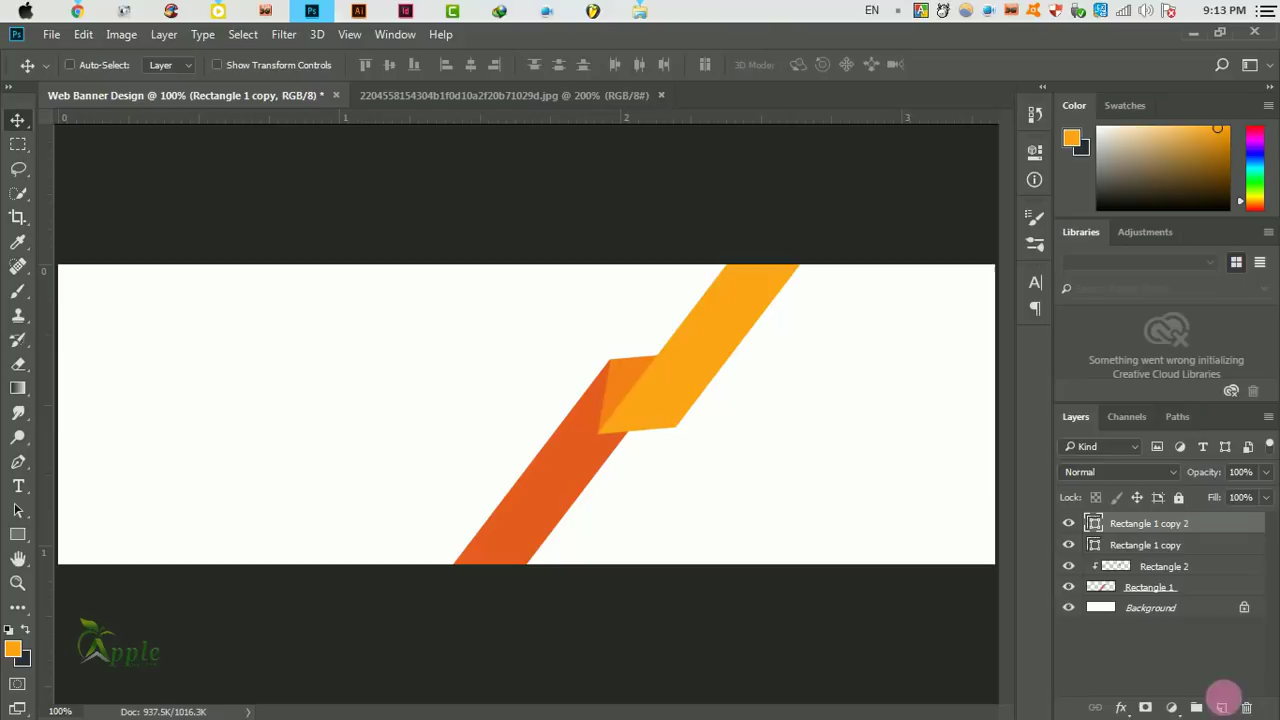 EN
9:13 PM
Ps
File Edit Image Layer Type Select Filter 3D View Window Help
Auto-Select: Layer Show Transform Controls 3D Mode:
Web Banner Design @ 100% (Rectangle 1 copy, RGB/8) * 2204558154304b1f0d10a2f20b71029d.jpg @ 200% (RGB/8#)
0 1 2 3
0
1
Color Swatches
Libraries Adjustments
Something went wrong initializing
Creative Cloud Libraries
Layers Channels Paths
Kind
Normal Opacity: 100%
Lock: Fill: 100%
Rectangle 1 copy 2
Rectangle 1 copy
Rectangle 2
Rectangle 1
Background
Apple
100% Doc: 937.5K/1016.3K